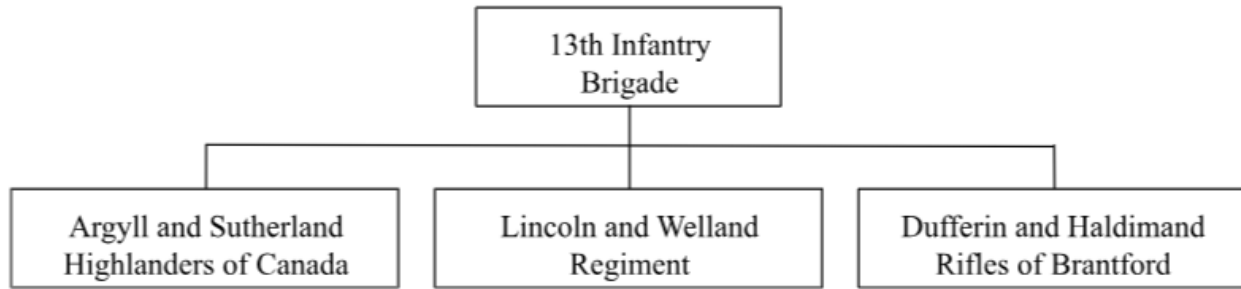 13th Infantry
Brigade
Argyll and Sutherland
Highlanders of Canada
Lincoln and Welland
Regiment
Dufferin and Haldimand
Rifles of Brantford